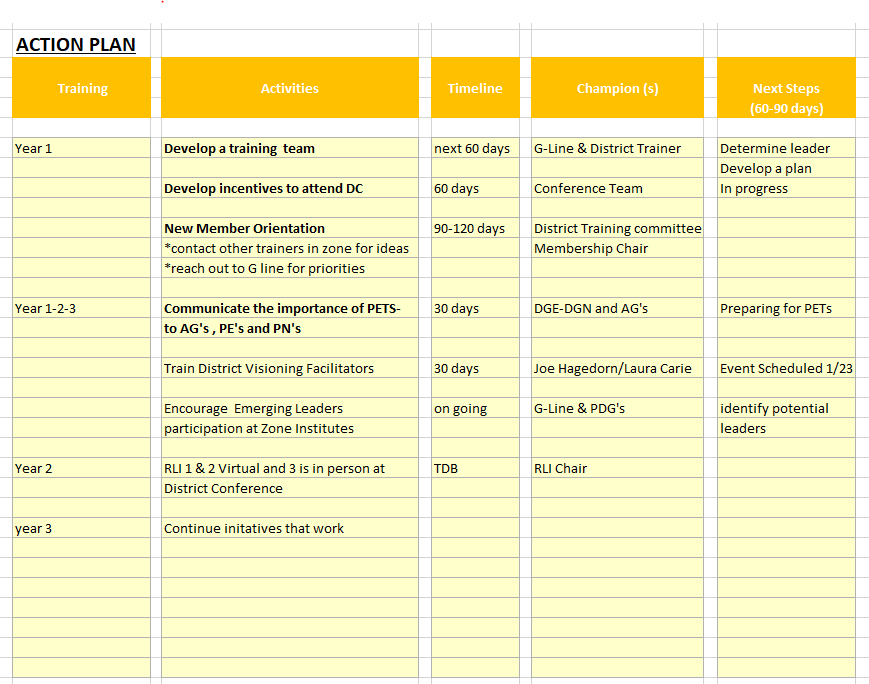 ACTION PLAN
Training Activities Timeline Champion (s) Next Steps
(60-90 days)
Year 1 Develop a training  team next 60 days G-Line & District Trainer Determine leader
Develop a plan
Develop incentives to attend DC 60 days Conference Team In progress
New Member Orientation 90-120 days District Training committee
*contact other trainers in zone for ideas Membership Chair
*reach out to G line for priorities
Year 1-2-3 Communicate the importance of PETS- 30 days DGE-DGN and AG's Preparing for PETs
to AG's , PE's and PN's
Train District Visioning Facilitators 30 days Joe Hagedorn/Laura Carie Event Scheduled 1/23
Encourage  Emerging Leaders on going G-Line & PDG's identify potential
participation at Zone Institutes leaders
Year 2 RLI 1 & 2 Virtual and 3 is in person at TDB RLI Chair
District Conference
year 3 Continue initatives that work